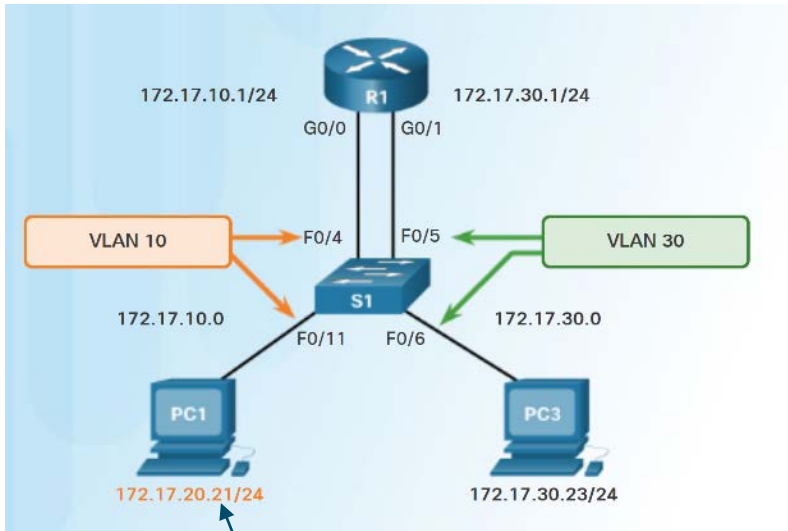 172.17.10.1/24
R1
172.17.30.1/24
G0/0
G0/1
VLAN 10
F0/4
F0/5
VLAN 30
S1
172.17.10.0
172.17.30.0
F0/11
F0/6
PC1
PC3
172.17.20.21/24
172.17.30.23/24